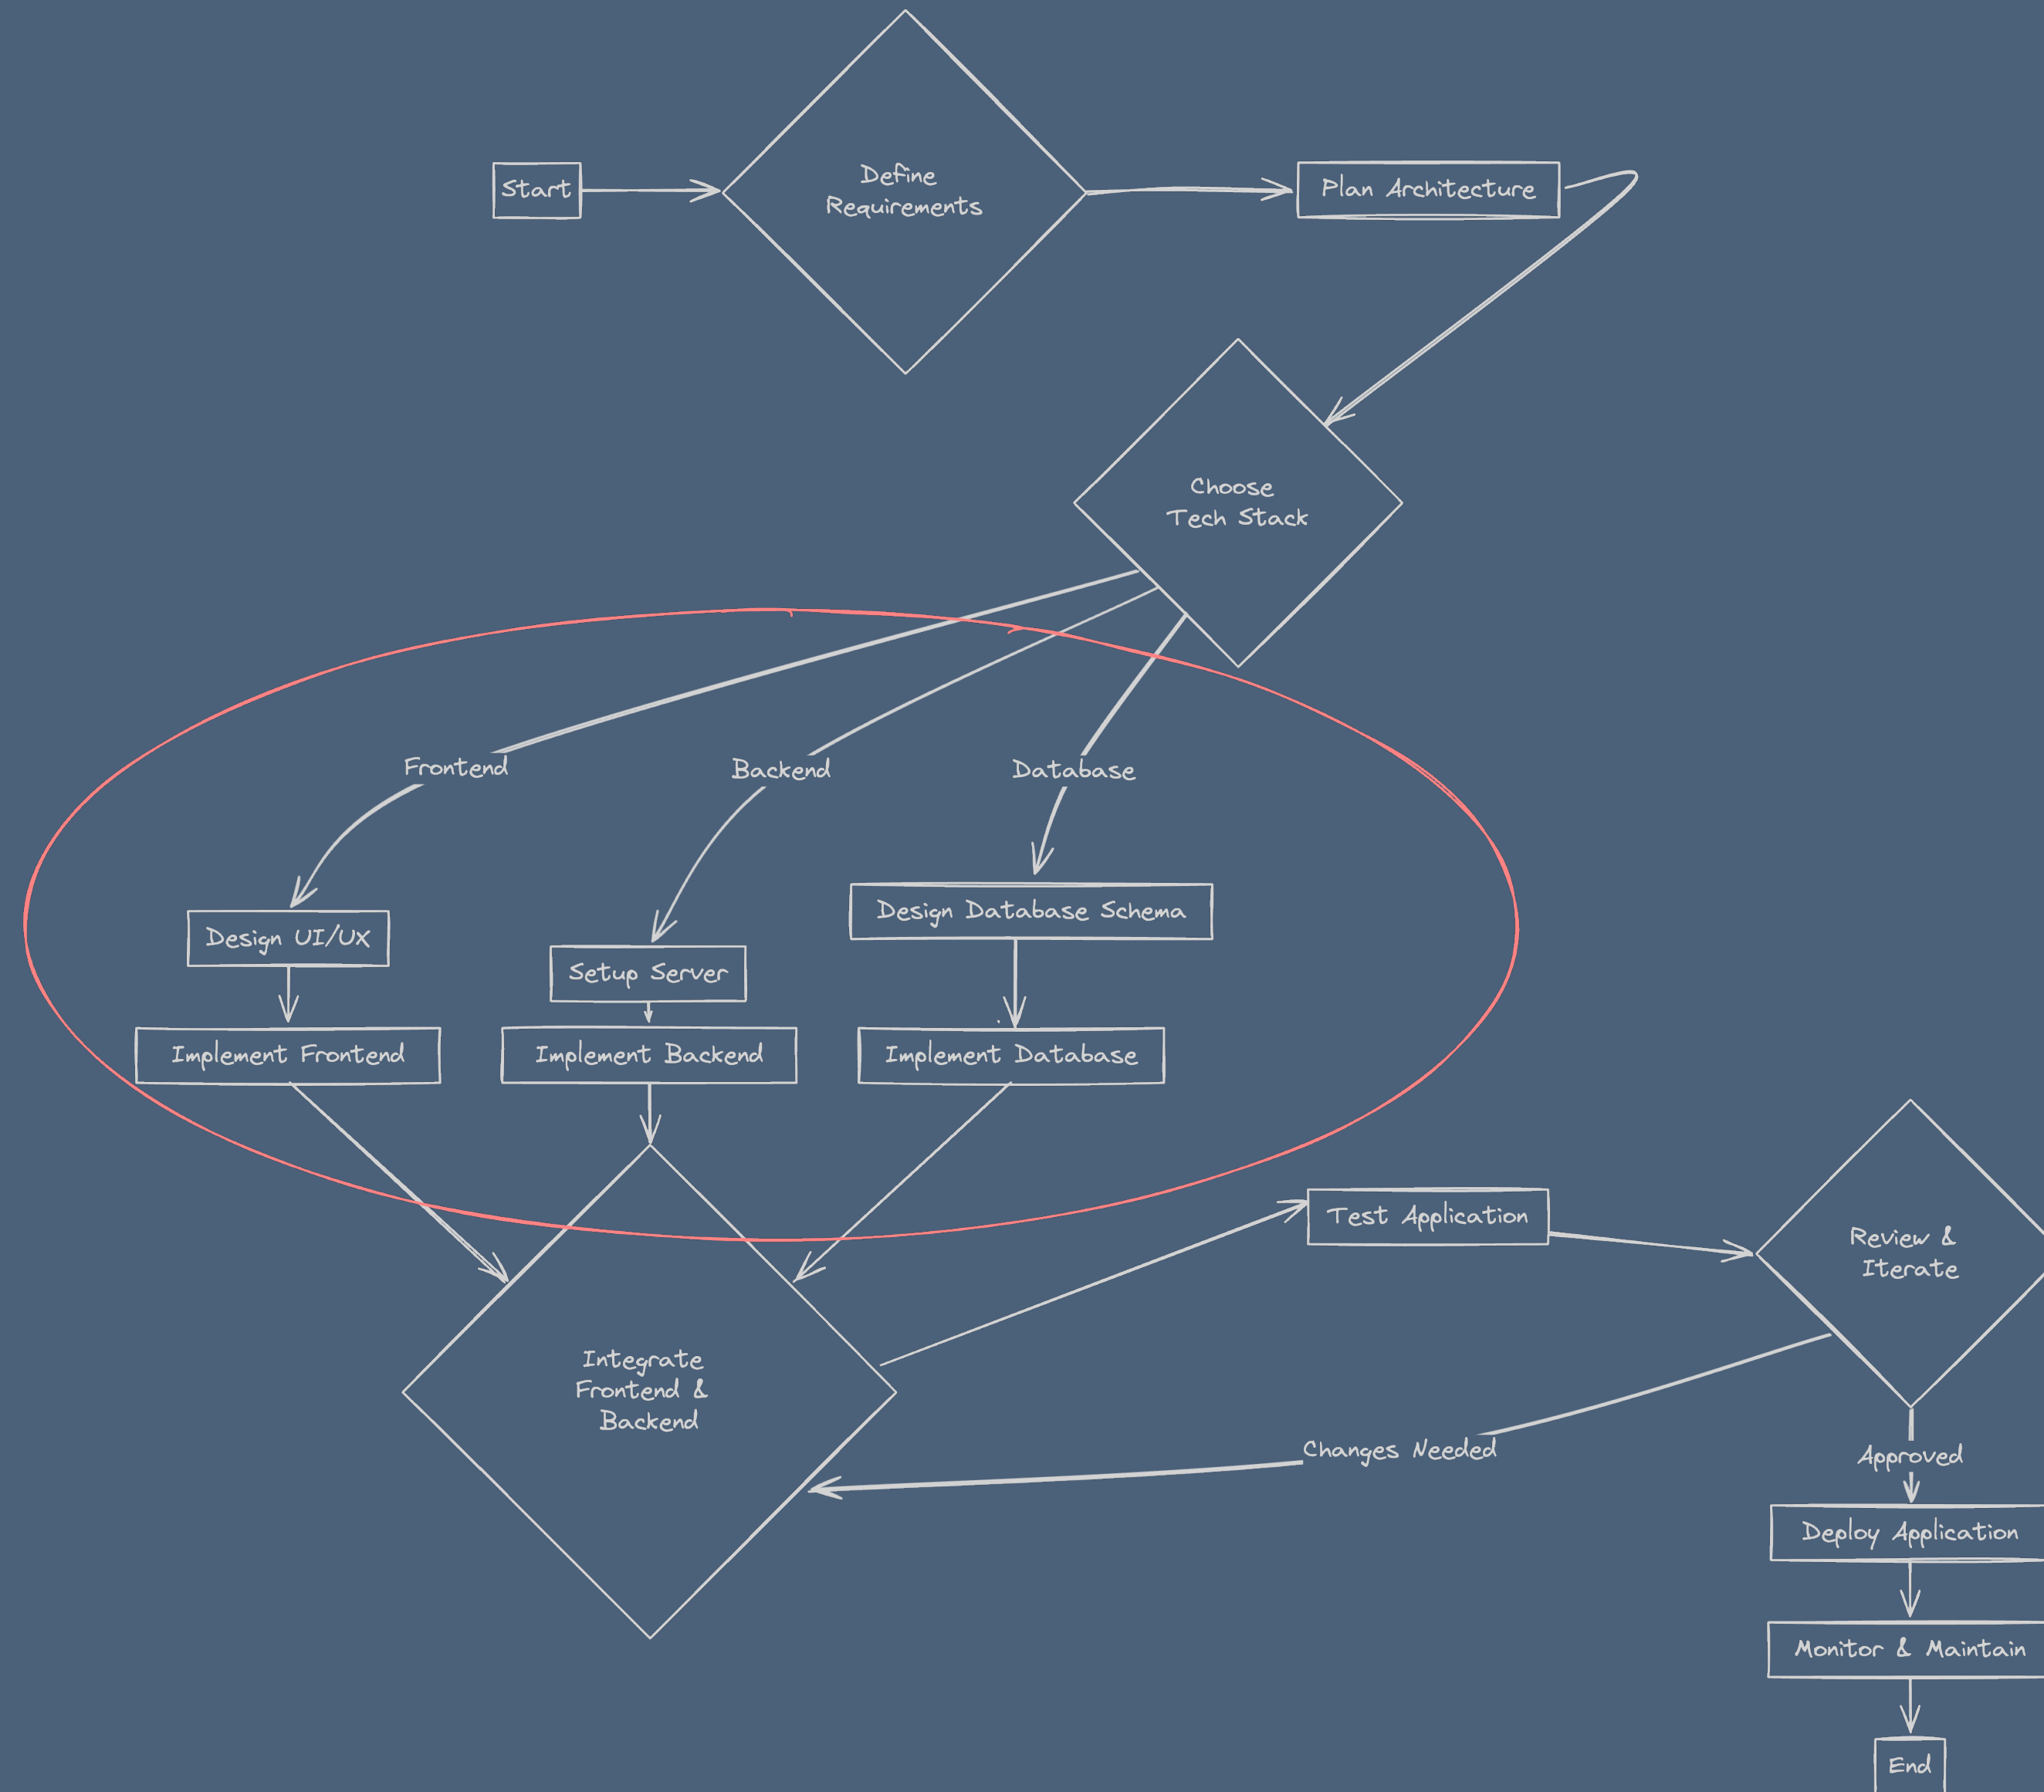 Start
Define
Requirements
Plan Architecture
Choose
Tech Stack
Frontend
Backend
Database
Design UI/UX
Setup Server
Design Database Schema
Implement Frontend
Implement Backend
Implement Database
Test Application
Review &
Iterate
Integrate
Frontend &
Backend
Changes Needed
Approved
Deploy Application
Monitor & Maintain
End